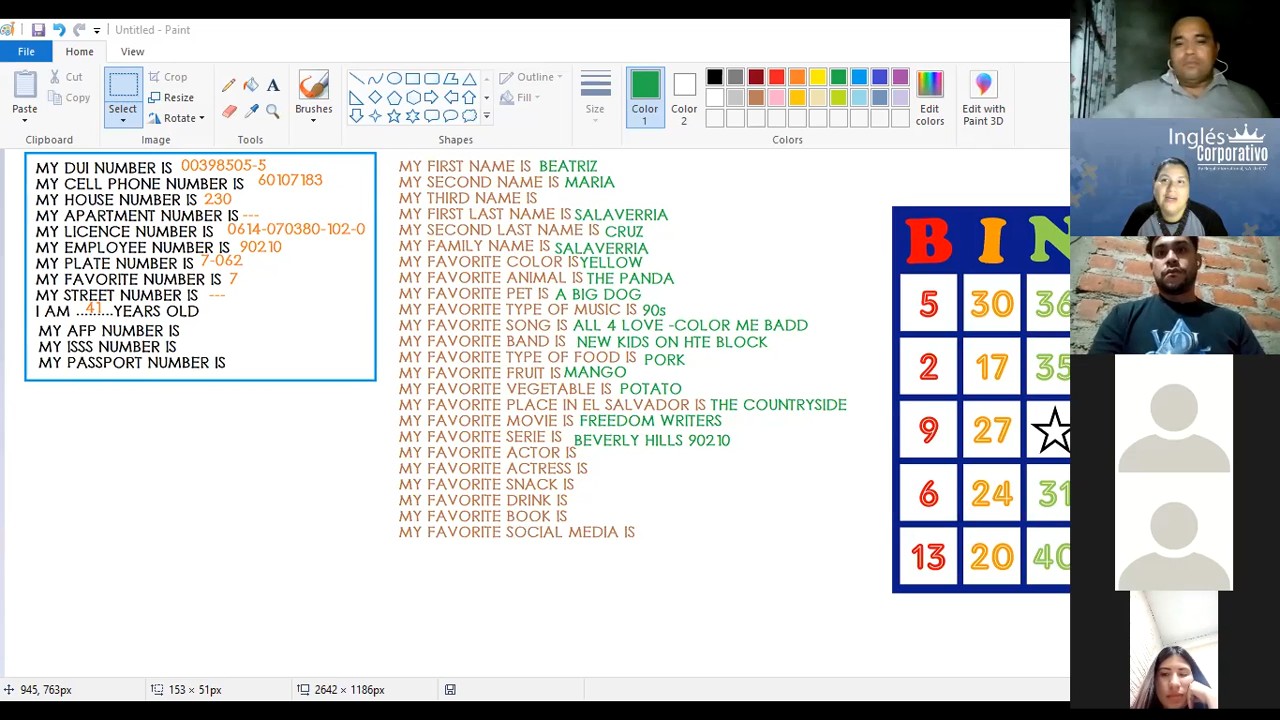 Untitled - Paint
File Home View
Paste
Cut
Copy
Clipboard
Select
Crop
Resize
Rotate
Image
Tools
Brushes
Shapes
Outline
Fill
Size
Color 1
Color 2
Edit colors
Edit with Paint 3D
Colors
MY DUI NUMBER IS 00398505-5
MY CELL PHONE NUMBER IS 60107183
MY HOUSE NUMBER IS 230
MY APARTMENT NUMBER IS ---
MY LICENCE NUMBER IS 0614-070380-102-0
MY EMPLOYEE NUMBER IS 90210
MY PLATE NUMBER IS 7-062
MY FAVORITE NUMBER IS 7
MY STREET NUMBER IS ---
I AM ...41...YEARS OLD
MY AFP NUMBER IS
MY ISSS NUMBER IS
MY PASSPORT NUMBER IS
MY FIRST NAME IS BEATRIZ
MY SECOND NAME IS MARIA
MY THIRD NAME IS
MY FIRST LAST NAME IS SALAVERRIA
MY SECOND LAST NAME IS CRUZ
MY FAMILY NAME IS SALAVERRIA
MY FAVORITE COLOR IS YELLOW
MY FAVORITE ANIMAL IS THE PANDA
MY FAVORITE PET IS A BIG DOG
MY FAVORITE TYPE OF MUSIC IS 90s
MY FAVORITE SONG IS ALL 4 LOVE -COLOR ME BADD
MY FAVORITE BAND IS NEW KIDS ON HTE BLOCK
MY FAVORITE TYPE OF FOOD IS PORK
MY FAVORITE FRUIT IS MANGO
MY FAVORITE VEGETABLE IS POTATO
MY FAVORITE PLACE IN EL SALVADOR IS THE COUNTRYSIDE
MY FAVORITE MOVIE IS FREEDOM WRITERS
MY FAVORITE SERIE IS BEVERLY HILLS 90210
MY FAVORITE ACTOR IS
MY FAVORITE ACTRESS IS
MY FAVORITE SNACK IS
MY FAVORITE DRINK IS
MY FAVORITE BOOK IS
MY FAVORITE SOCIAL MEDIA IS
B I N
5 30 36
2 17 35
9 27
6 24 31
13 20 40
Inglés
Corporativo
945, 763px
153 × 51px
2642 × 1186px